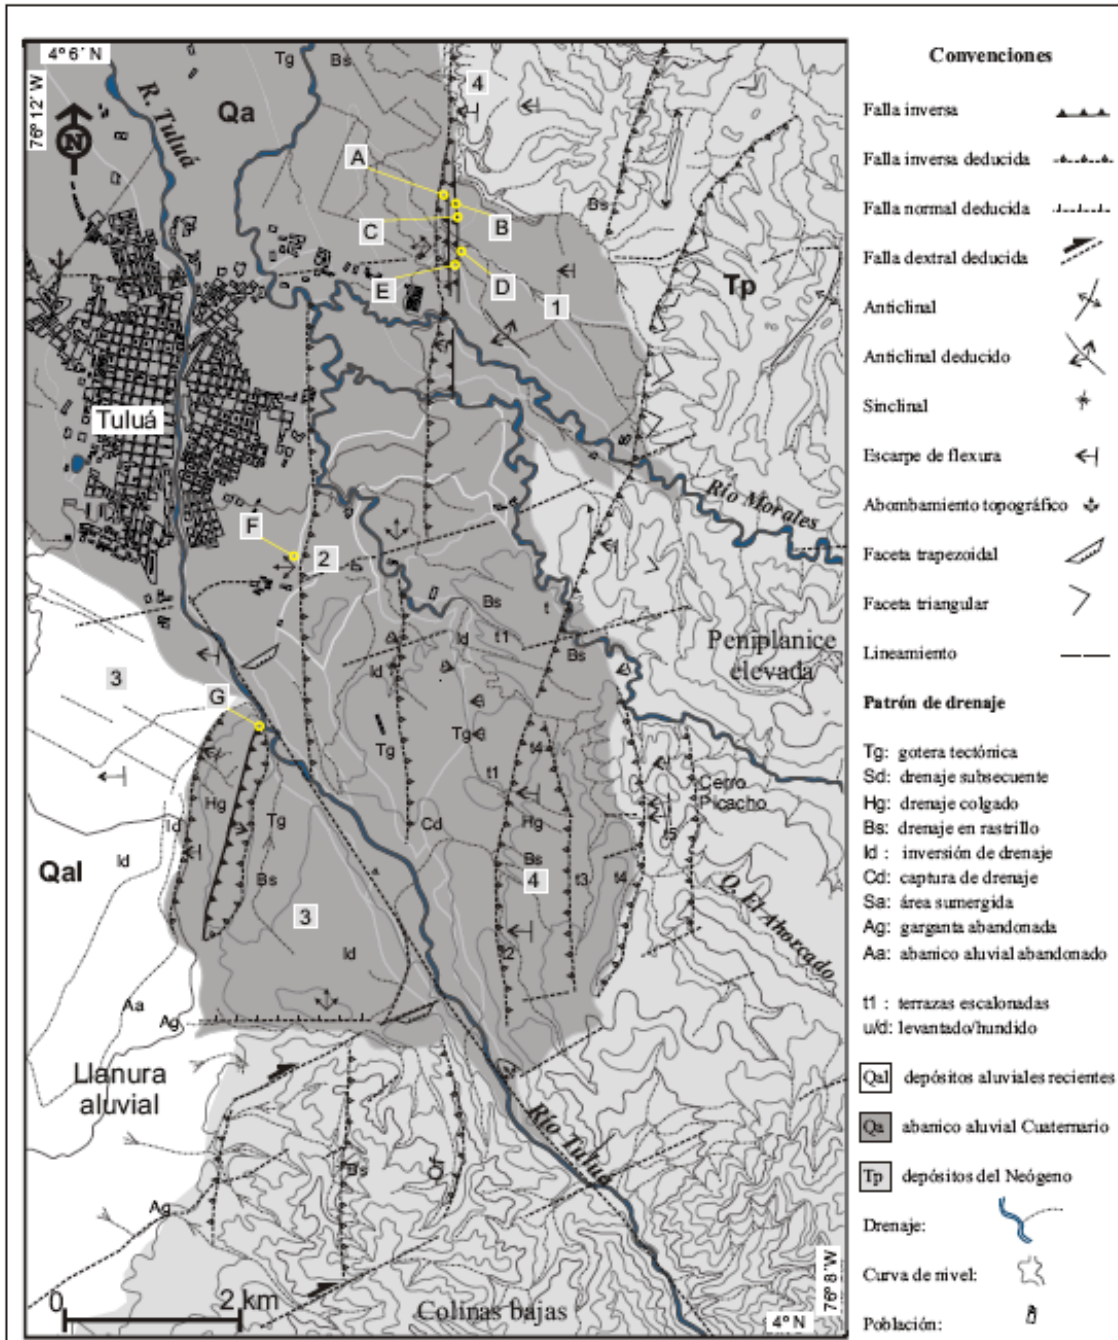 4° 6' N
76° 12' W
N
R. Tuluá
Qa
Tg
Bs
4
A
B
C
D
E
1
Bs
Tp
Tuluá
Río Morales
F
2
Bs
t
t1
Id
Id
Bs
Peniplanice
elevada
3
G
Tg
Tg
t4
t1
Cerro
Picacho
Hg
Tg
Hg
Id
Id
Cd
Bs
4
t3
t4
Qal
Bs
3
Q. El Ahorcado
Id
t2
Aa
Ag
Llanura
aluvial
Río Tuluá
Bs
Ag
0
2 km
Colinas bajas
4° N
76° 8' W
Convenciones
Falla inversa
Falla inversa deducida
Falla normal deducida
Falla dextral deducida
Anticlinal
Anticlinal deducido
Sinclinal
Escarpe de flexura
Abombamiento topográfico
Faceta trapezoidal
Faceta triangular
Lineamiento
Patrón de drenaje
Tg: gotera tectónica
Sd: drenaje subsecuente
Hg: drenaje colgado
Bs: drenaje en rastrillo
Id : inversión de drenaje
Cd: captura de drenaje
Sa: área sumergida
Ag: garganta abandonada
Aa: abanico aluvial abandonado
t1 : terrazas escalonadas
u/d: levantado/hundido
Qal depósitos aluviales recientes
Qa abanico aluvial Cuaternario
Tp depósitos del Neógeno
Drenaje:
Curva de nivel:
Población: